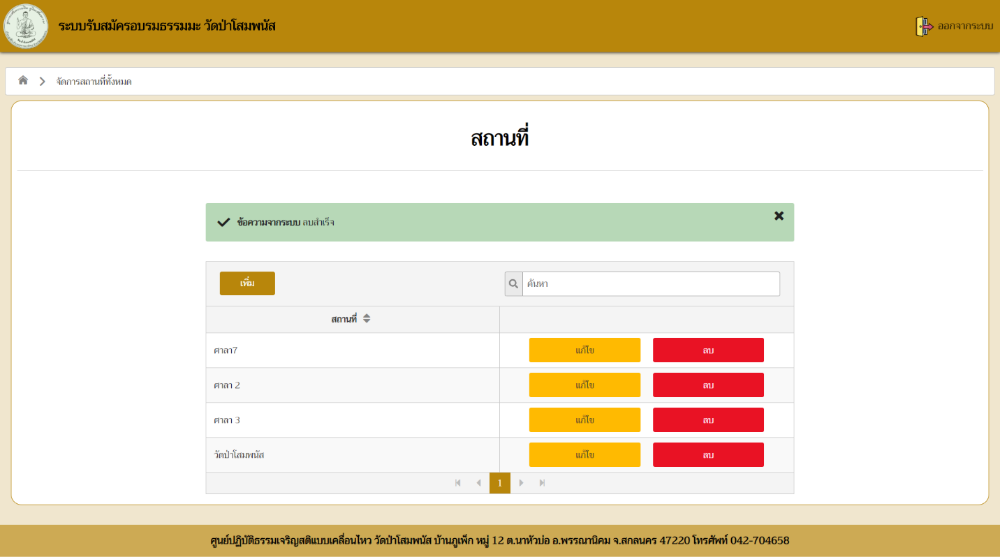 ระบบรับสมัครอบรมธรรมมะ วัดป่าโสมพนัส
ออกจากระบบ
จัดการสถานที่ทั้งหมด
สถานที่
ข้อความจากระบบ ลบสำเร็จ
เพิ่ม
ค้นหา
สถานที่
ศาลา7 แก้ไข ลบ
ศาลา 2 แก้ไข ลบ
ศาลา 3 แก้ไข ลบ
วัดป่าโสมพนัส แก้ไข ลบ
1
ศูนย์ปฏิบัติธรรมเจริญสติแบบเคลื่อนไหว วัดป่าโสมพนัส บ้านภูเพ็ก หมู่ 12 ต.นาหัวบ่อ อ.พรรณานิคม จ.สกลนคร 47220 โทรศัพท์ 042-704658